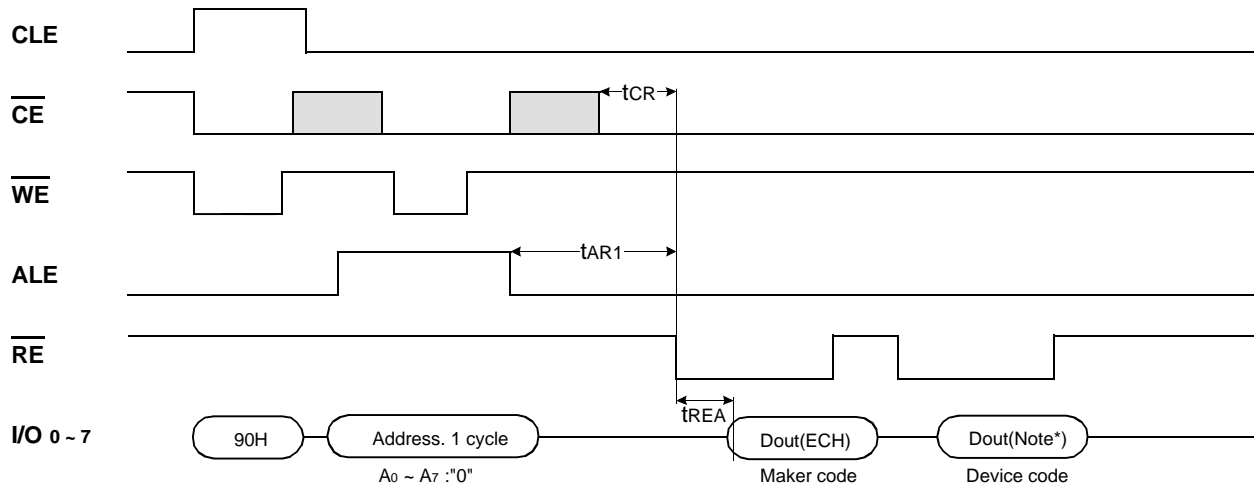 CLE
CE
tCR
WE
tAR1
ALE
RE
tREA
I/O 0 ~ 7
90H
Address. 1 cycle
Dout(ECH)
Dout(Note*)
A0 ~ A7 :"0"
Maker code
Device code